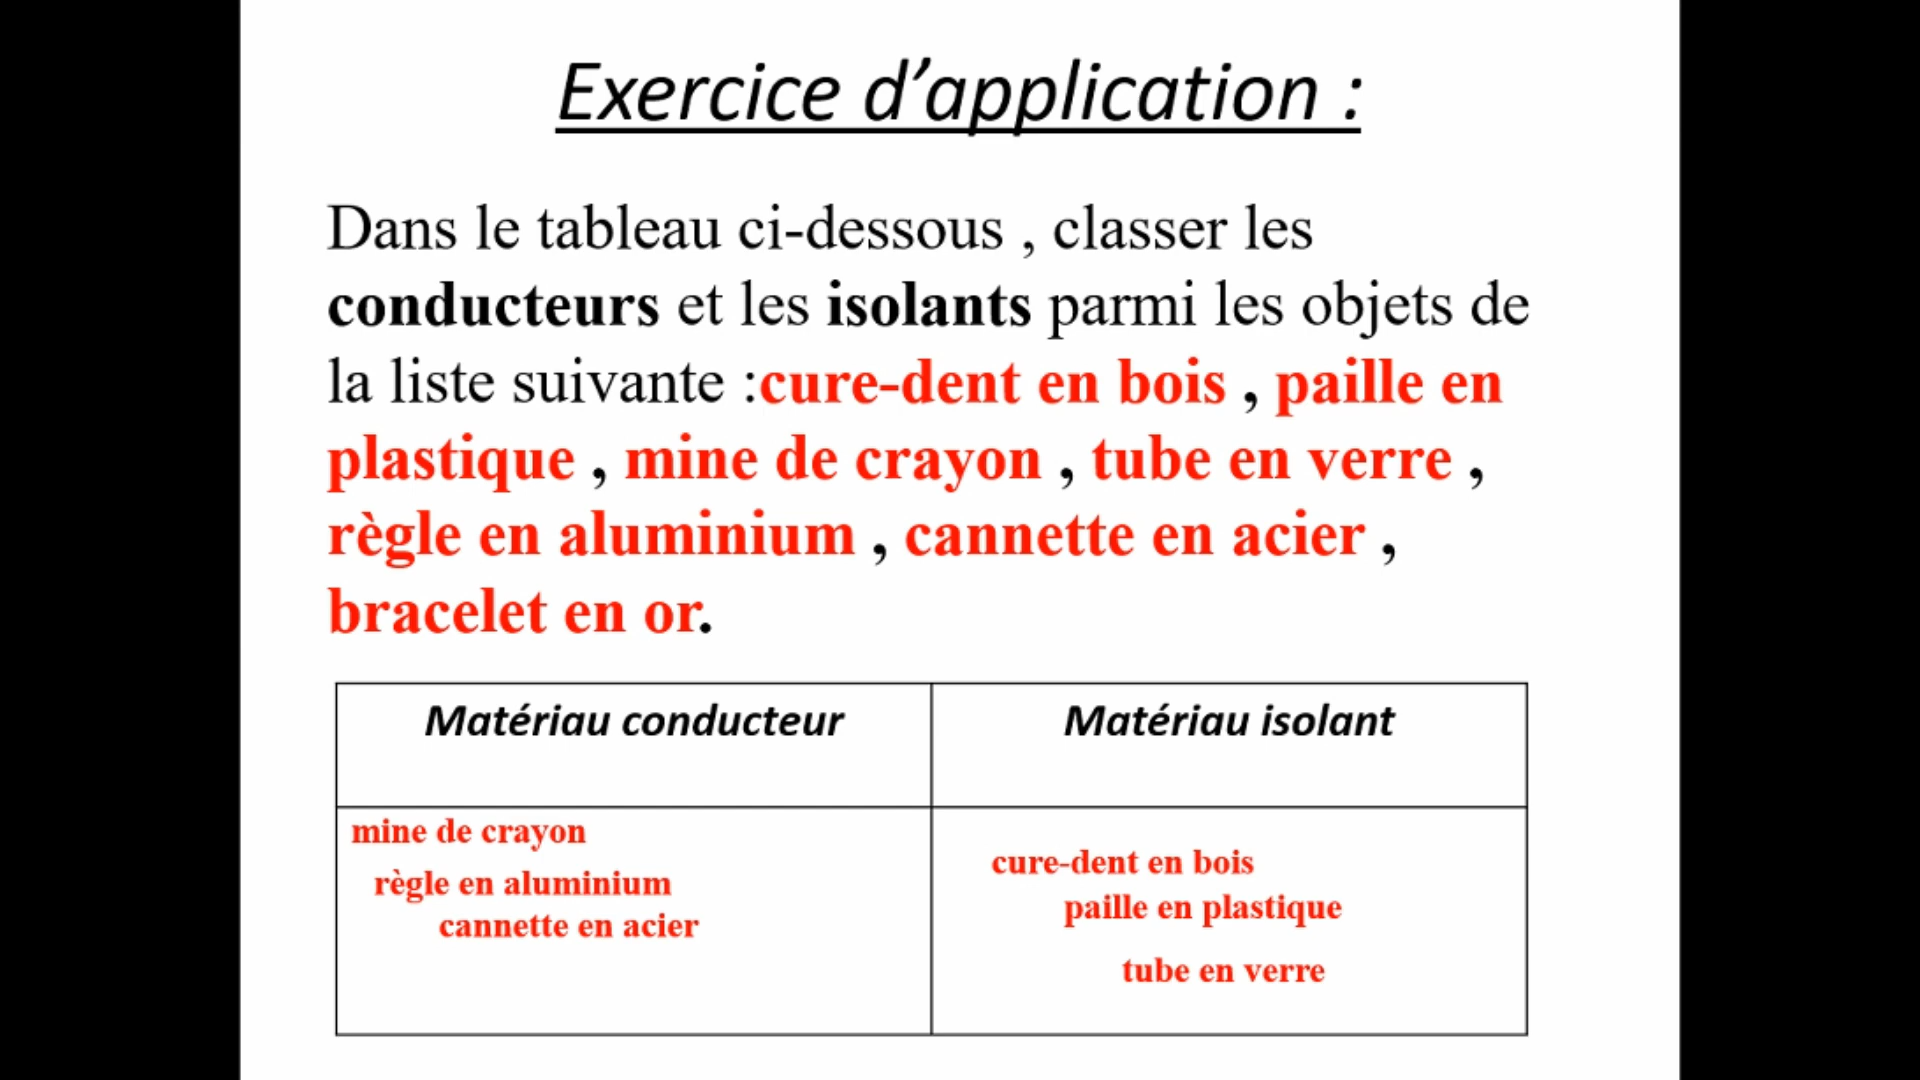 Exercice d’application :
Dans le tableau ci-dessous , classer les
conducteurs et les isolants parmi les objets de
la liste suivante :cure-dent en bois , paille en
plastique , mine de crayon , tube en verre ,
règle en aluminium , cannette en acier ,
bracelet en or.
Matériau conducteur
Matériau isolant
mine de crayon
règle en aluminium
cannette en acier
cure-dent en bois
paille en plastique
tube en verre